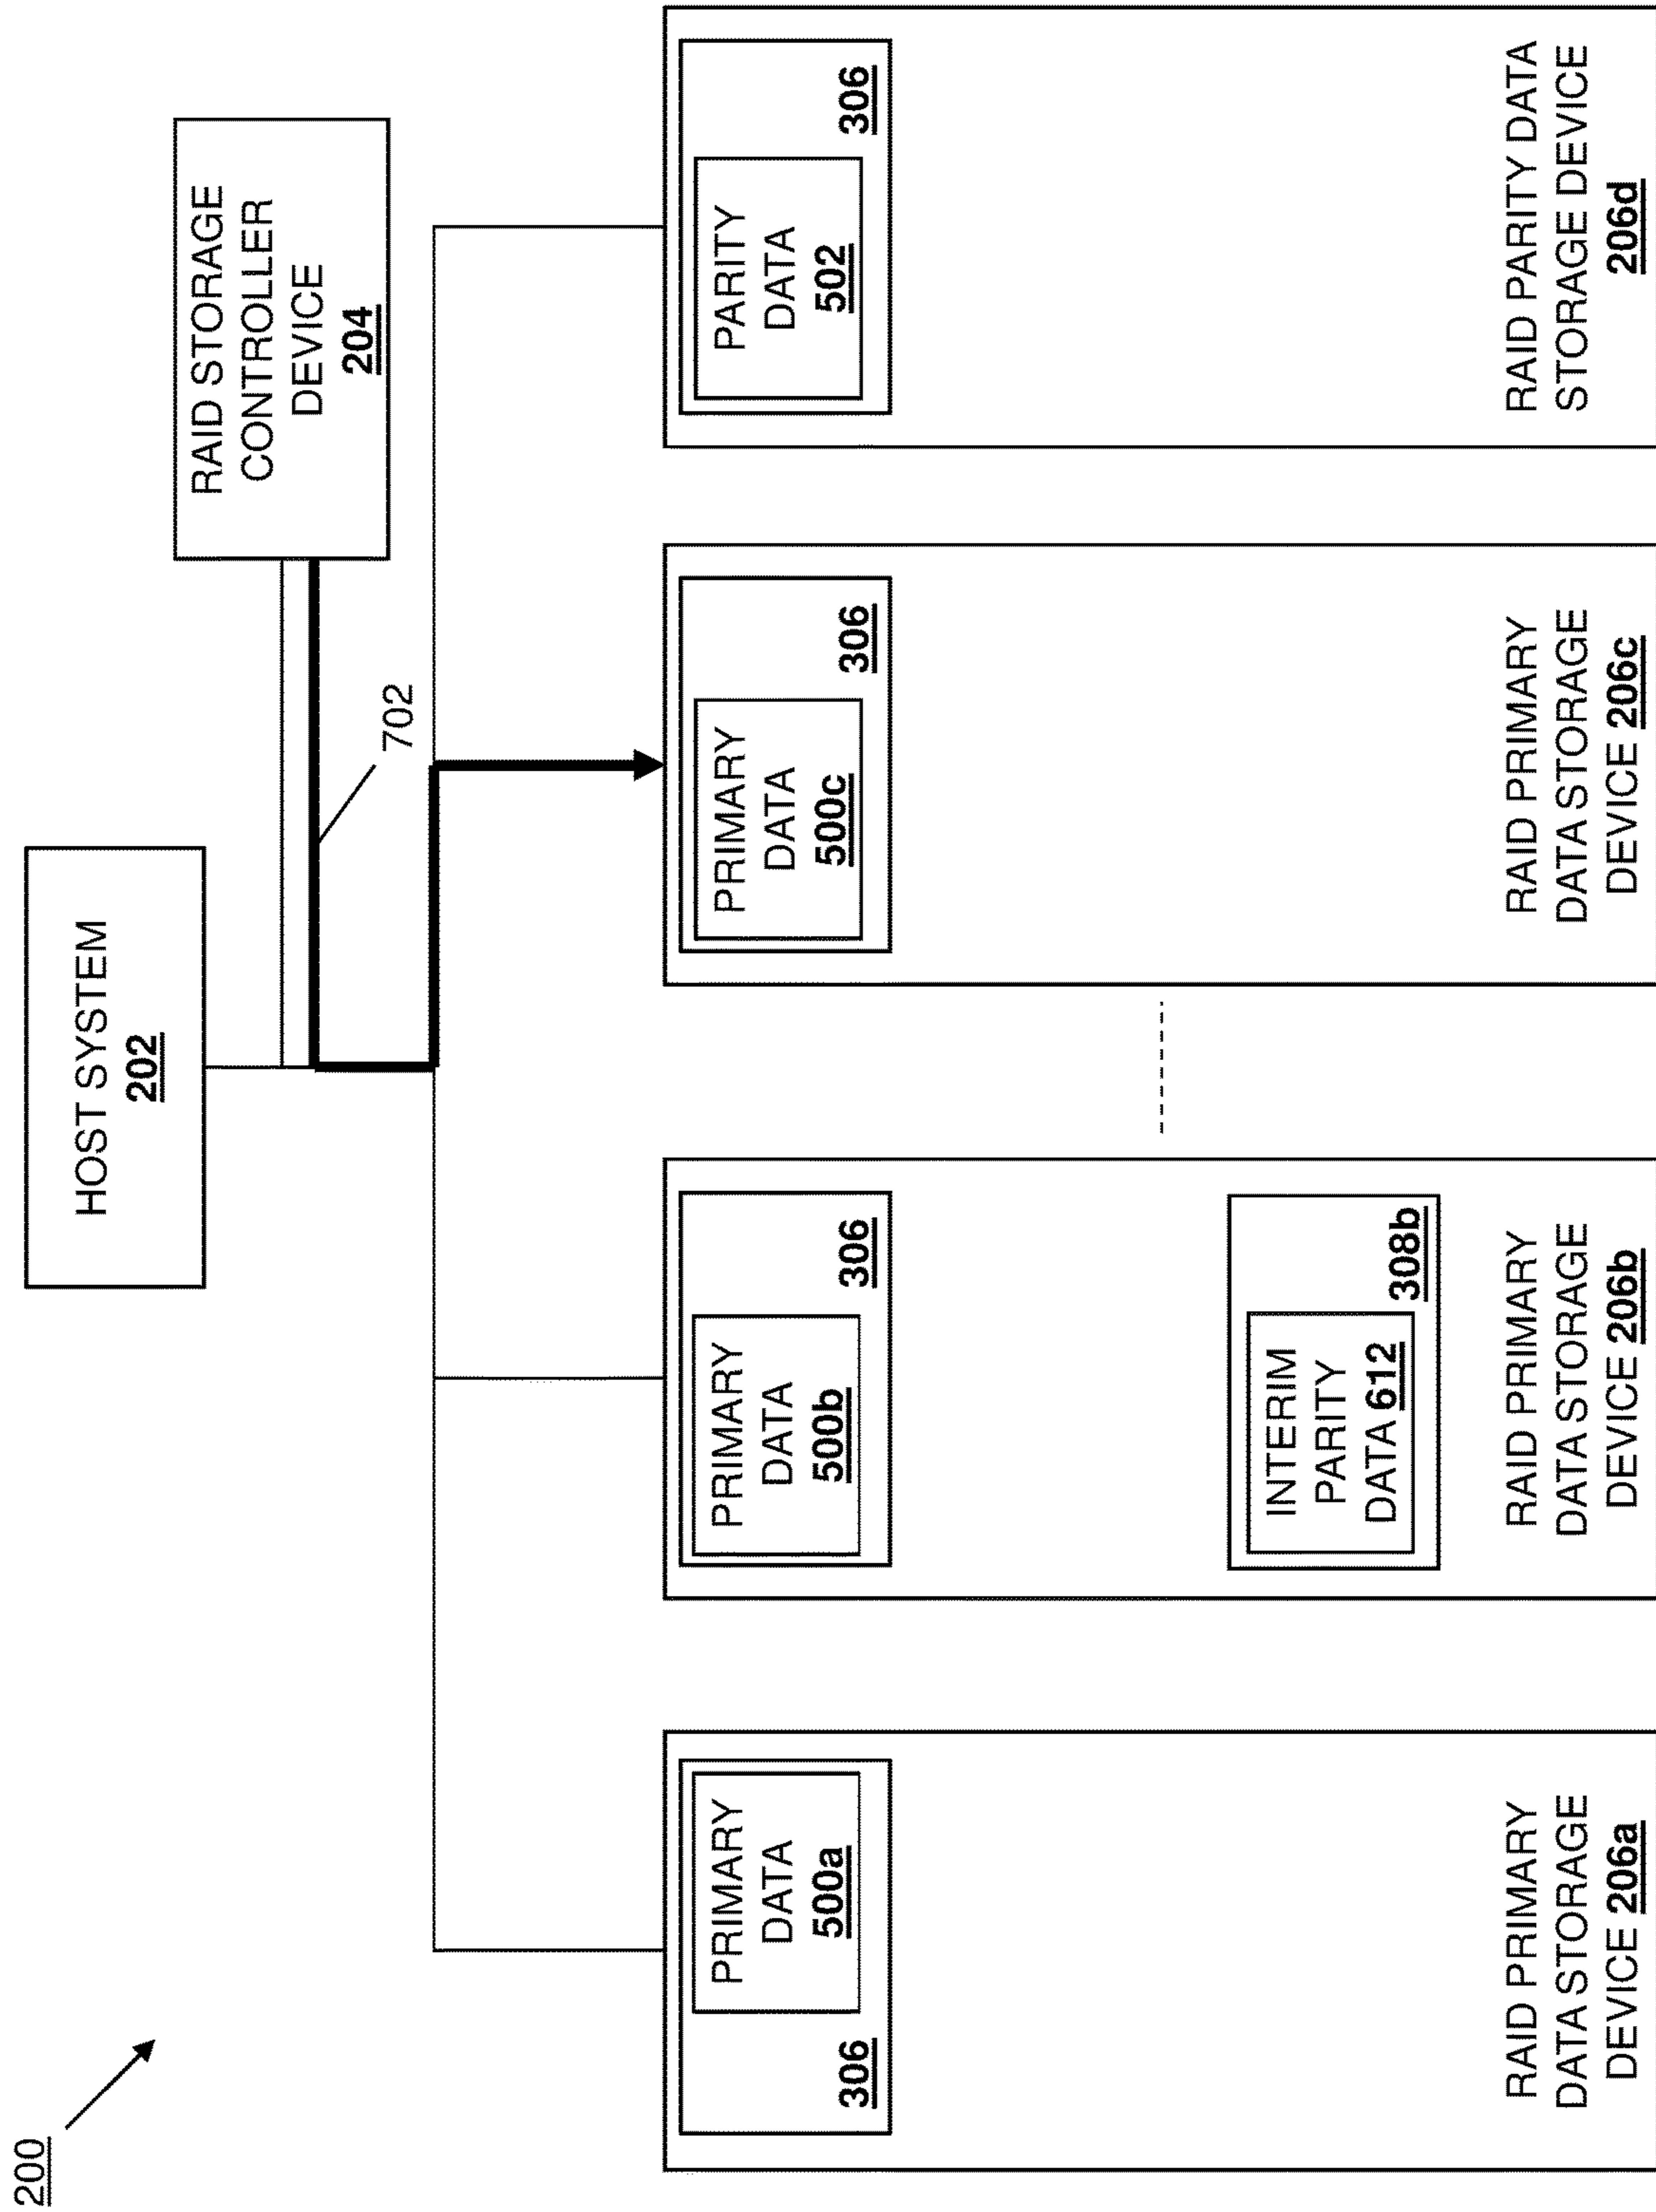 200
HOST SYSTEM
202
RAID STORAGE
CONTROLLER
DEVICE
204
702
306
PRIMARY
DATA
500a
RAID PRIMARY
DATA STORAGE
DEVICE 206a
PRIMARY
DATA
500b
306
INTERIM
PARITY
DATA 612
308b
RAID PRIMARY
DATA STORAGE
DEVICE 206b
PRIMARY
DATA
500c
306
RAID PRIMARY
DATA STORAGE
DEVICE 206c
PARITY
DATA
502
306
RAID PARITY DATA
STORAGE DEVICE
206d